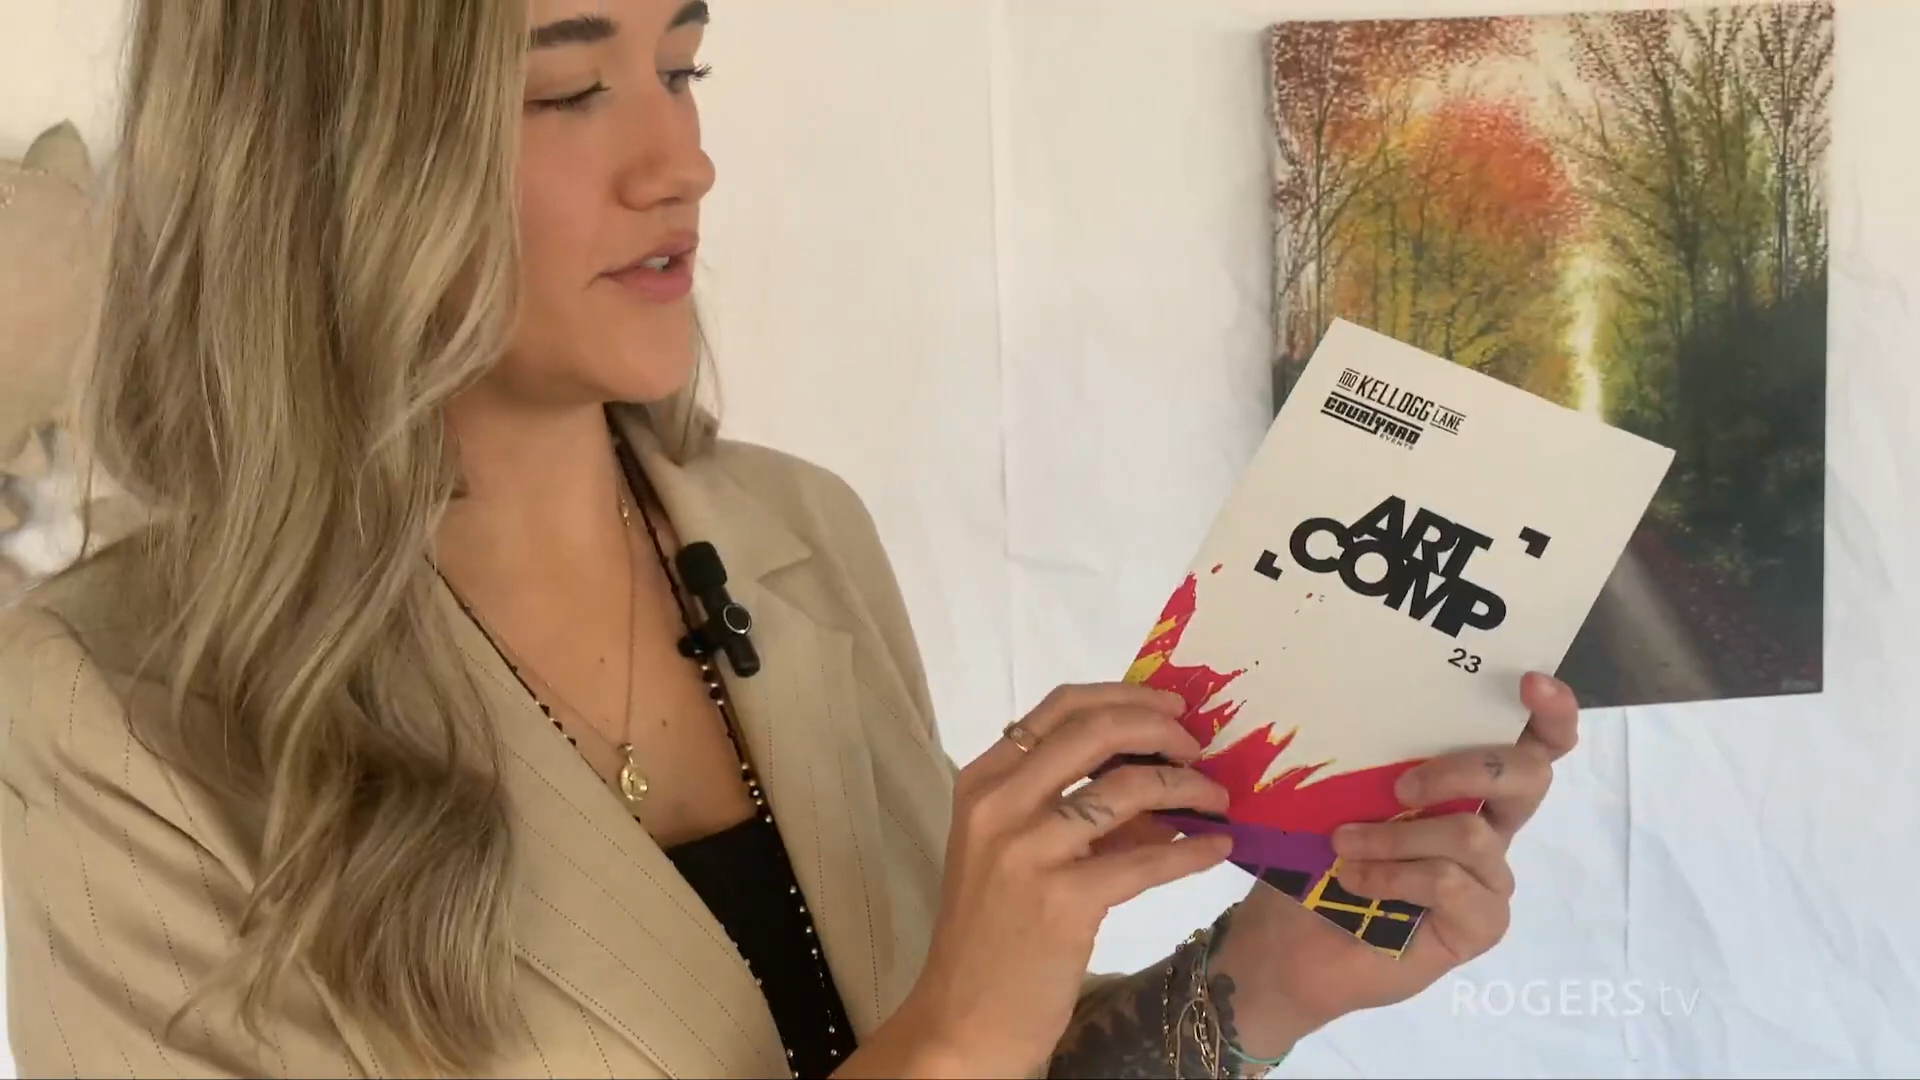 100 KELLOGG LANE
COURTYARD
EVENTS
ART
COMP
23
ROGERS tv